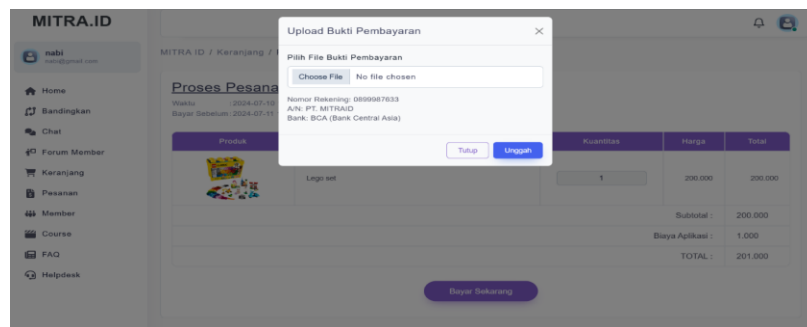 MITRA.ID
nabi
nabi@gmail.com
Home
Bandingkan
Chat
Forum Member
Keranjang
Pesanan
Member
Course
FAQ
Helpdesk
MITRA ID / Keranjang /
Upload Bukti Pembayaran
Pilih File Bukti Pembayaran
Choose File No file chosen
Nomor Rekening: 0899987633
A/N: PT. MITRAID
Bank: BCA (Bank Central Asia)
Tutup Unggah
Proses Pesana
Waktu :2024-07-10
Bayar Sebelum :2024-07-11
Produk Kuantitas Harga Total
Lego set 1 200.000 200.000
Subtotal : 200.000
Biaya Aplikasi : 1.000
TOTAL : 201.000
Bayar Sekarang